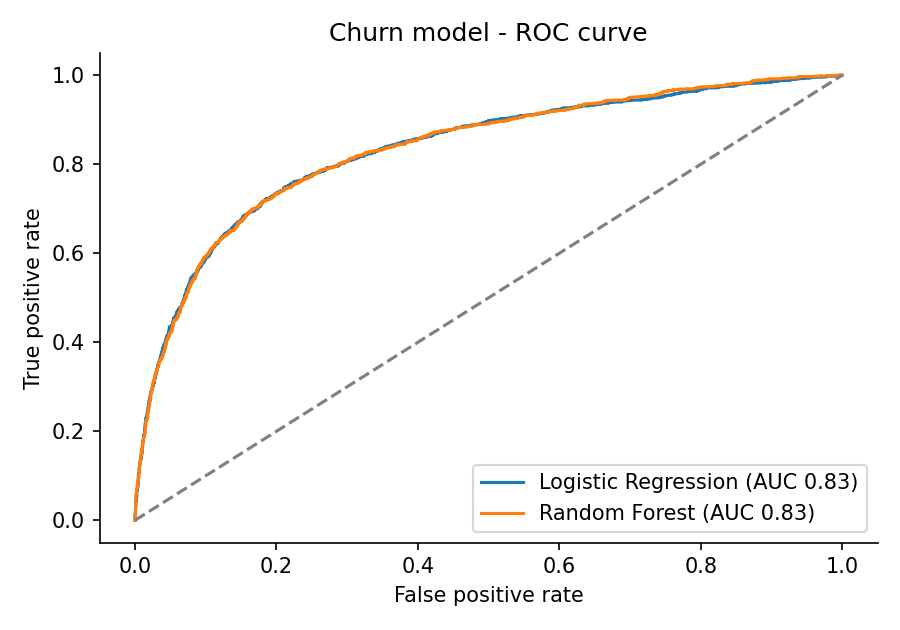 Churn model - ROC curve
True positive rate
1.0
0.8
0.6
0.4
0.2
0.0
Logistic Regression (AUC 0.83)
Random Forest (AUC 0.83)
0.0 0.2 0.4 0.6 0.8 1.0
False positive rate